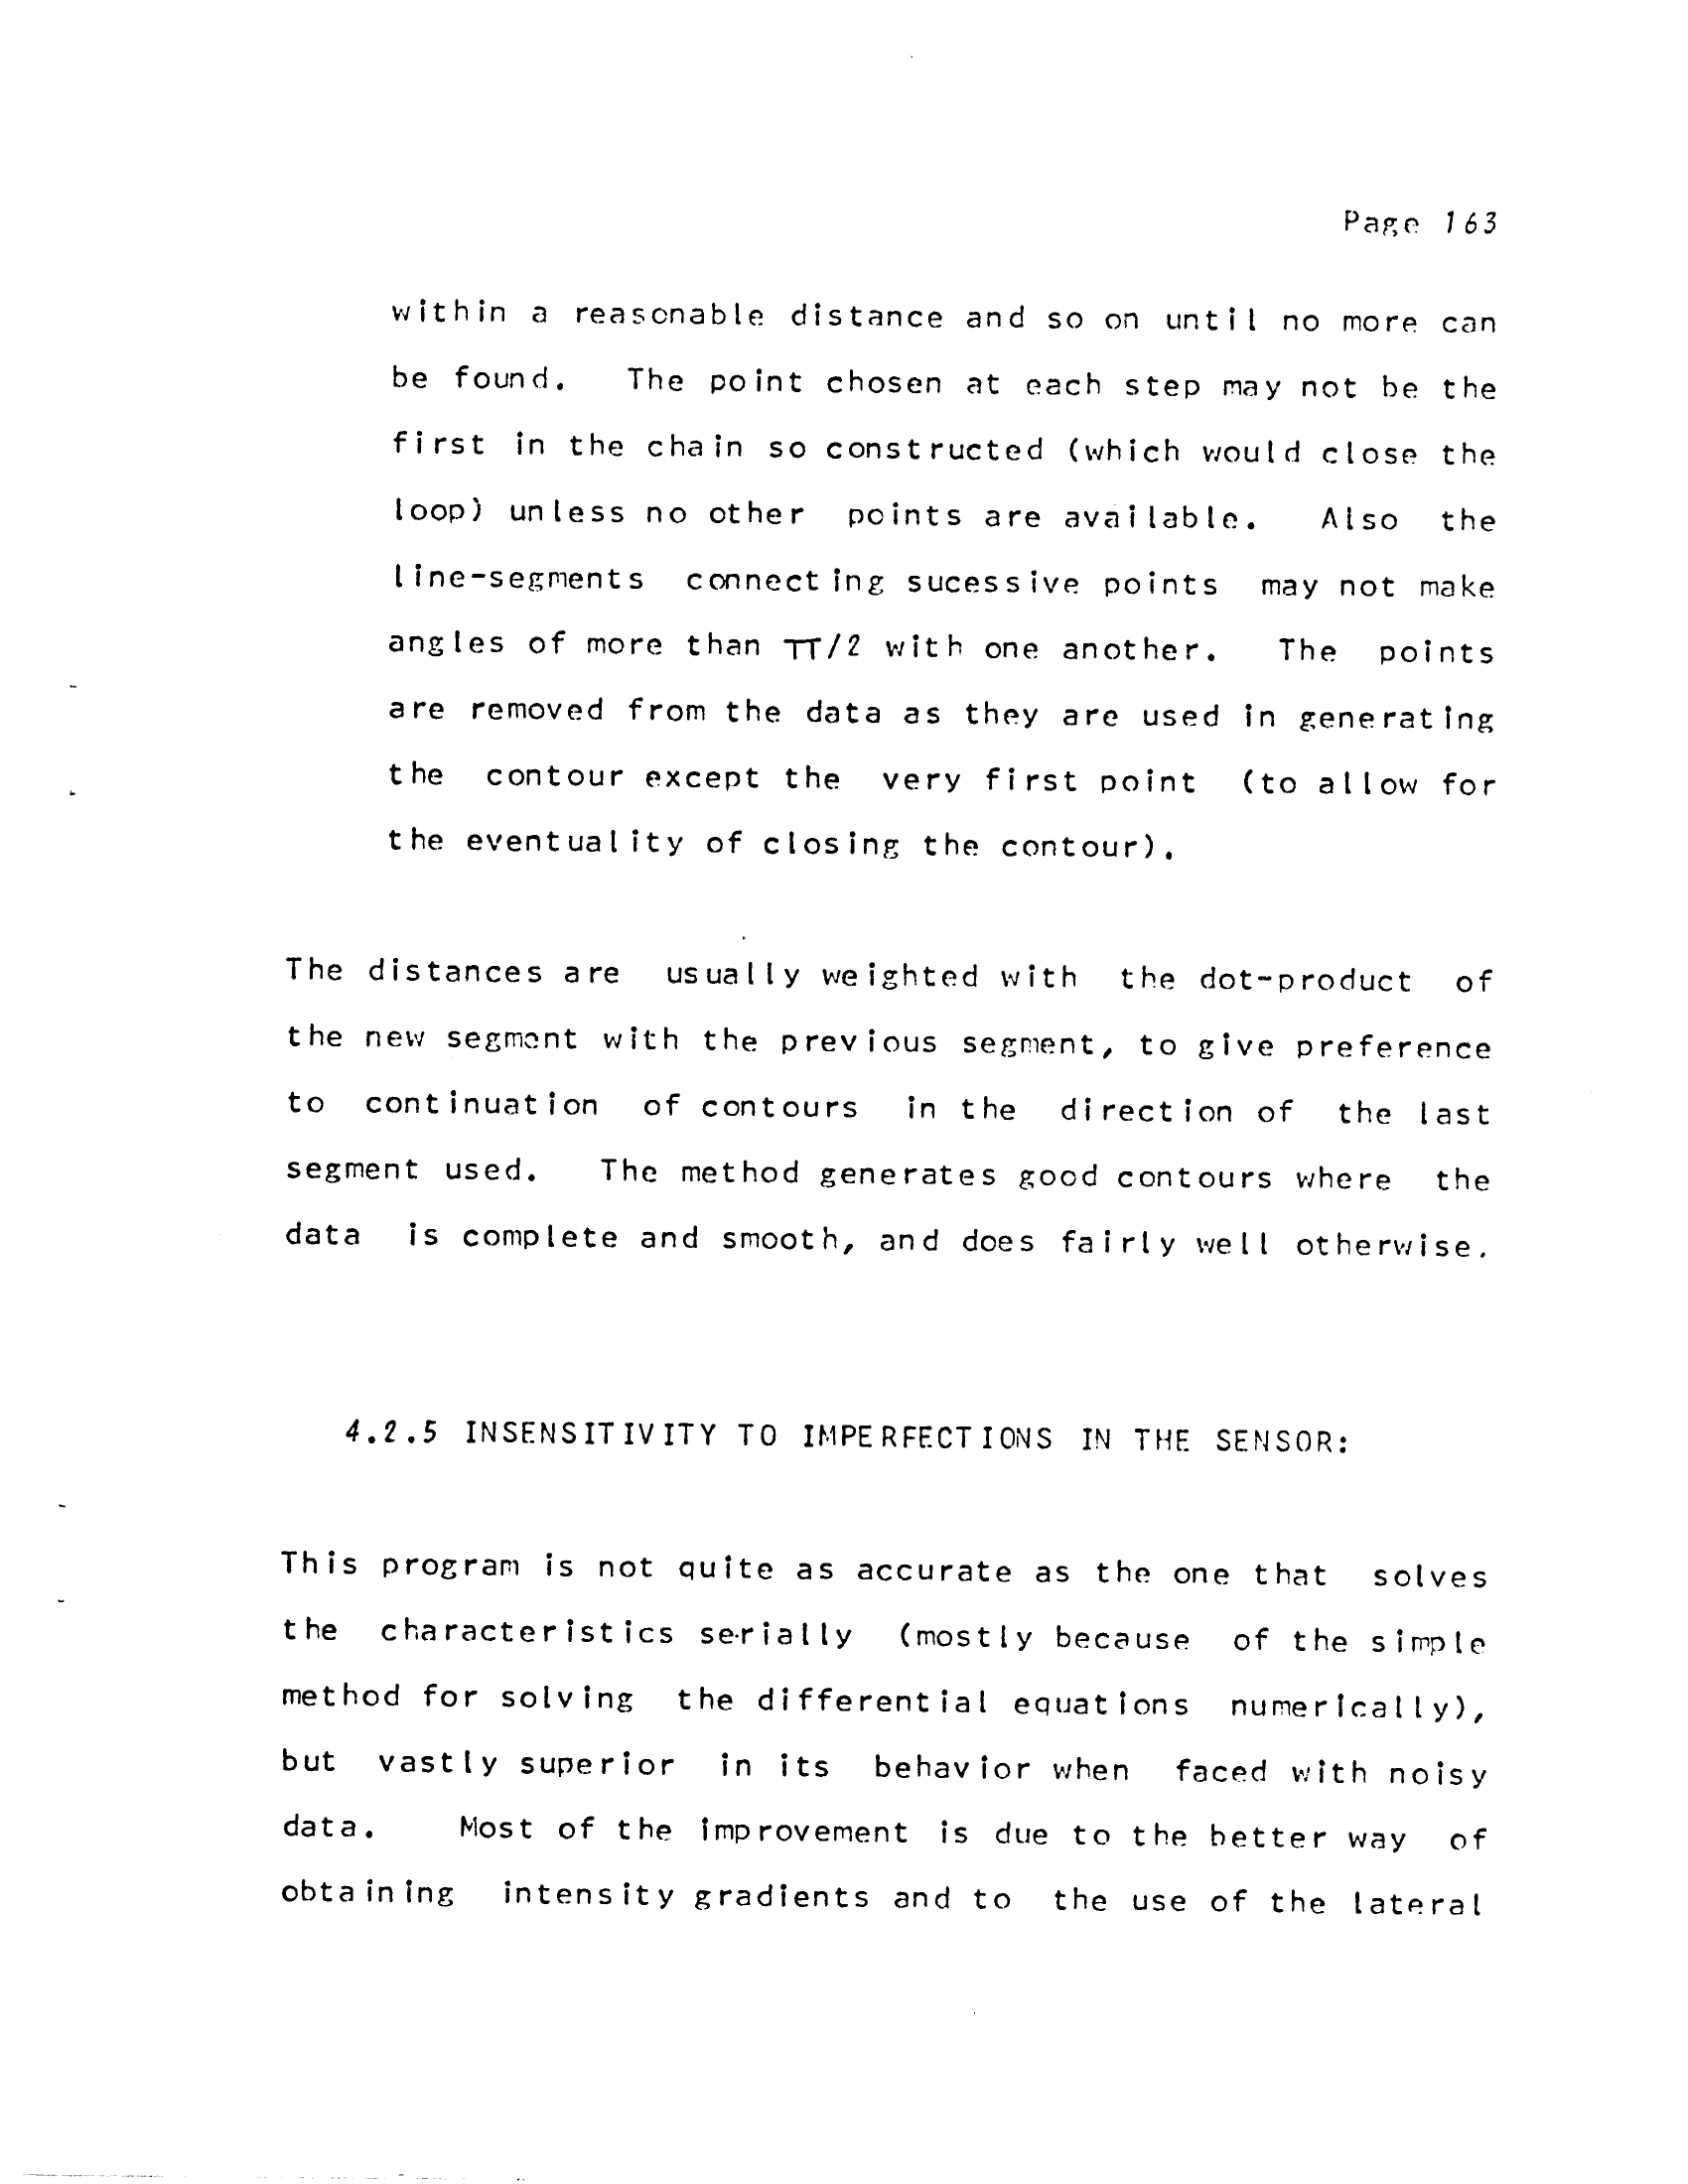 Page 163
within a reasonable distance and so on until no more can
be found. The point chosen at each step may not be the
first in the chain so constructed (which would close the
loop) unless no other points are available. Also the
line-segments connecting sucessive points may not make
angles of more than π/2 with one another. The points
are removed from the data as they are used in generating
the contour except the very first point (to allow for
the eventuality of closing the contour).
The distances are usually weighted with the dot-product of
the new segment with the previous segment, to give preference
to continuation of contours in the direction of the last
segment used. The method generates good contours where the
data is complete and smooth, and does fairly well otherwise.
4.2.5 INSENSITIVITY TO IMPERFECTIONS IN THE SENSOR:
This program is not quite as accurate as the one that solves
the characteristics serially (mostly because of the simple
method for solving the differential equations numerically),
but vastly superior in its behavior when faced with noisy
data. Most of the improvement is due to the better way of
obtaining intensity gradients and to the use of the lateral